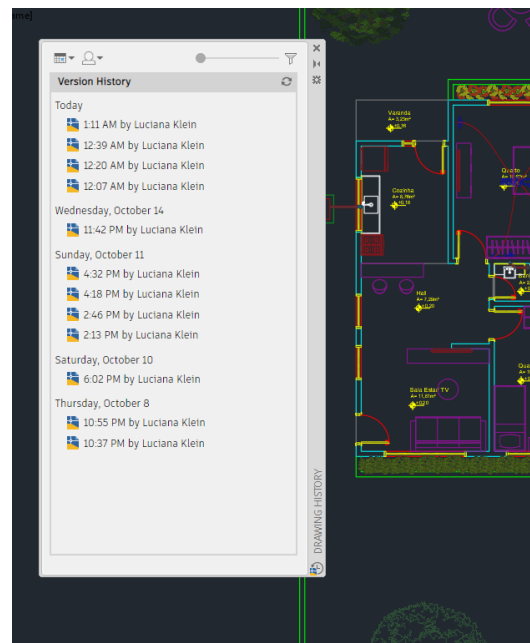 me]
Version History
Today
1:11 AM by Luciana Klein
12:39 AM by Luciana Klein
12:20 AM by Luciana Klein
12:07 AM by Luciana Klein
Wednesday, October 14
11:42 PM by Luciana Klein
Sunday, October 11
4:32 PM by Luciana Klein
4:18 PM by Luciana Klein
2:46 PM by Luciana Klein
2:13 PM by Luciana Klein
Saturday, October 10
6:02 PM by Luciana Klein
Thursday, October 8
10:55 PM by Luciana Klein
10:37 PM by Luciana Klein
DRAWING HISTORY
Varanda
Cozinha
Quarto
Hall
Sala Estar TV